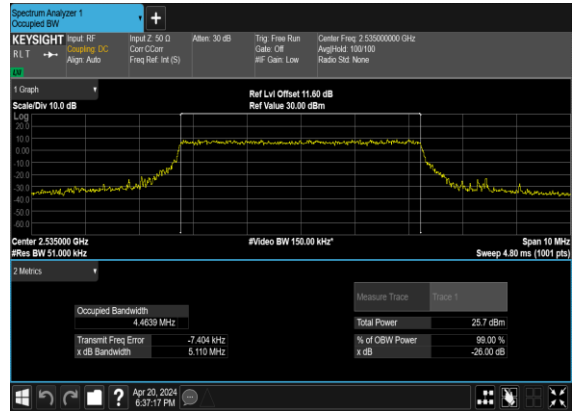 Spectrum Analyzer 1
Occupied BW
+
KEYSIGHT Input: RF Input Z: 50 Ω Atten: 30 dB Trig: Free Run Center Freq: 2.535000000 GHz
RLT Coupling: DC Corr CCorr Gate: Off Avg|Hold: 100/100
Align: Auto Freq Ref: Int (S) #IF Gain: Low Radio Std: None
1 Graph
Ref Lvl Offset 11.60 dB
Scale/Div 10.0 dB Ref Value 30.00 dBm
Log
20.0
10.0
0.00
-10.0
-20.0
-30.0
-40.0
-50.0
-60.0
Center 2.535000 GHz #Video BW 150.00 kHz* Span 10 MHz
#Res BW 51.000 kHz Sweep 4.80 ms (1001 pts)
2 Metrics
Measure Trace Trace 1
Occupied Bandwidth
4.4639 MHz
Total Power 25.7 dBm
Transmit Freq Error -7.404 kHz % of OBW Power 99.00 %
x dB Bandwidth 5.110 MHz x dB -26.00 dB
? Apr 20, 2024
6:37:17 PM